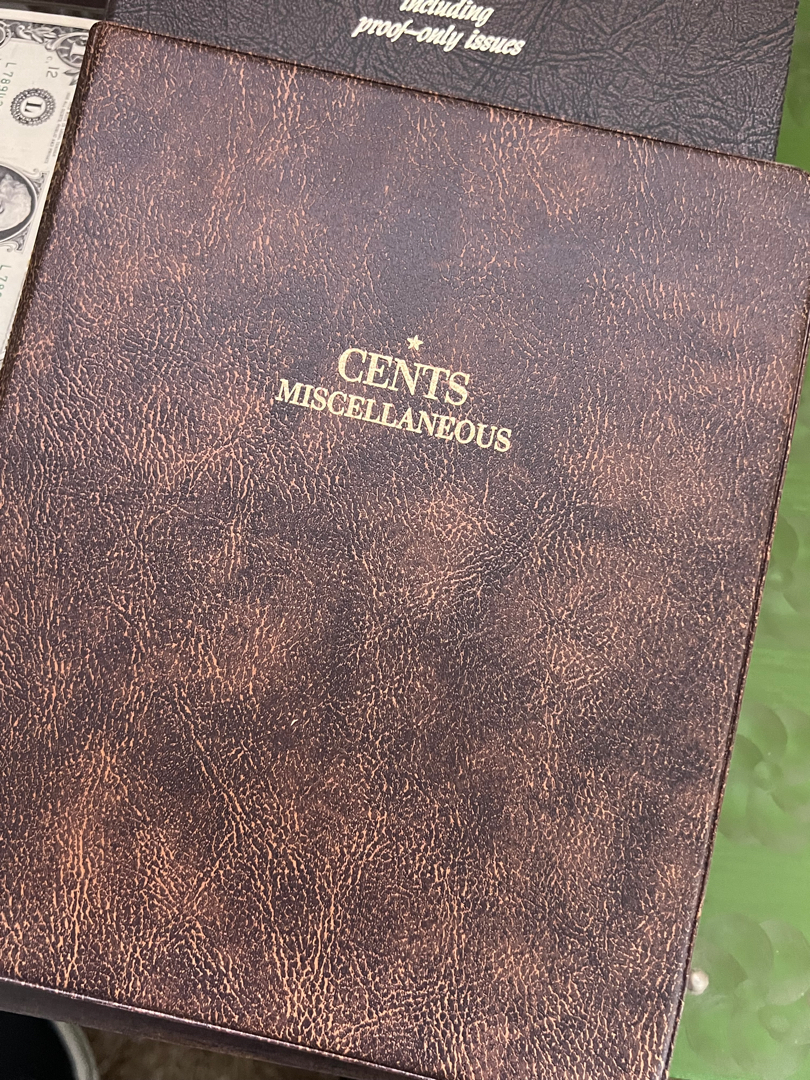 including
proof-only issues
★
CENTS
MISCELLANEOUS